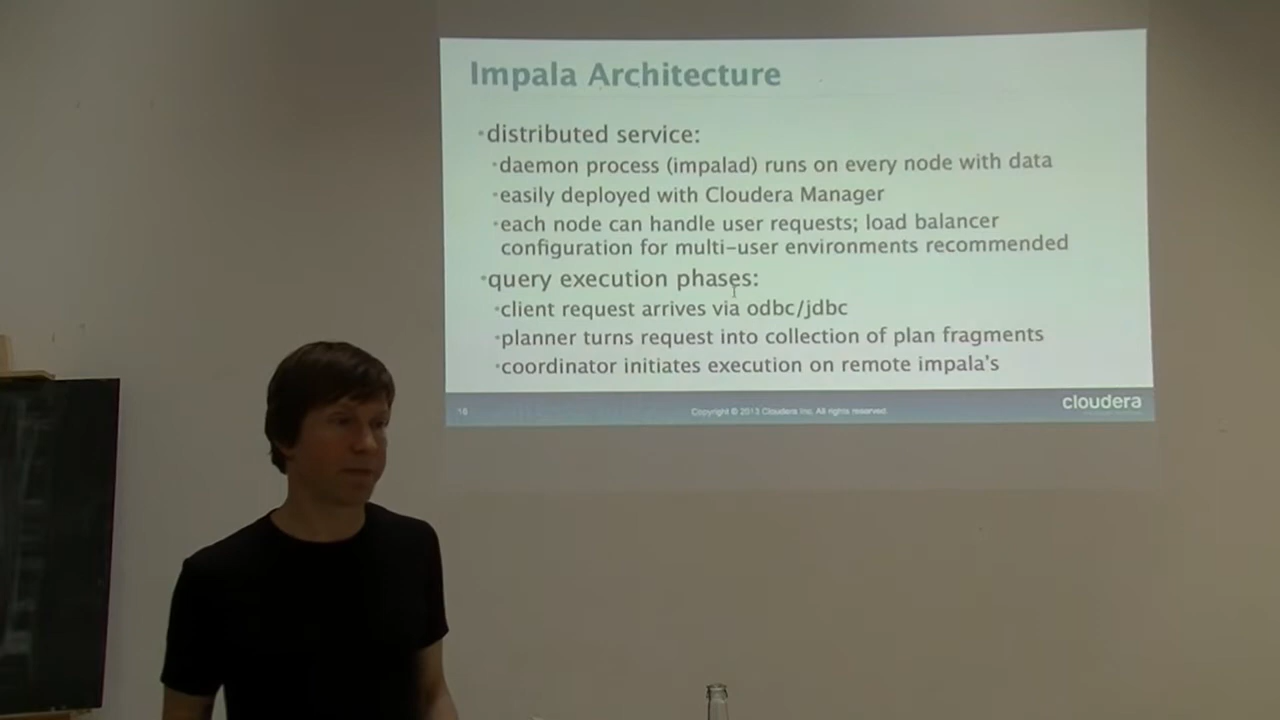 Impala Architecture
•distributed service:
•daemon process (impalad) runs on every node with data
•easily deployed with Cloudera Manager
•each node can handle user requests; load balancer
configuration for multi-user environments recommended
•query execution phases:
•client request arrives via odbc/jdbc
•planner turns request into collection of plan fragments
•coordinator initiates execution on remote impala's
16
Copyright © 2013 Cloudera Inc. All rights reserved.
cloudera